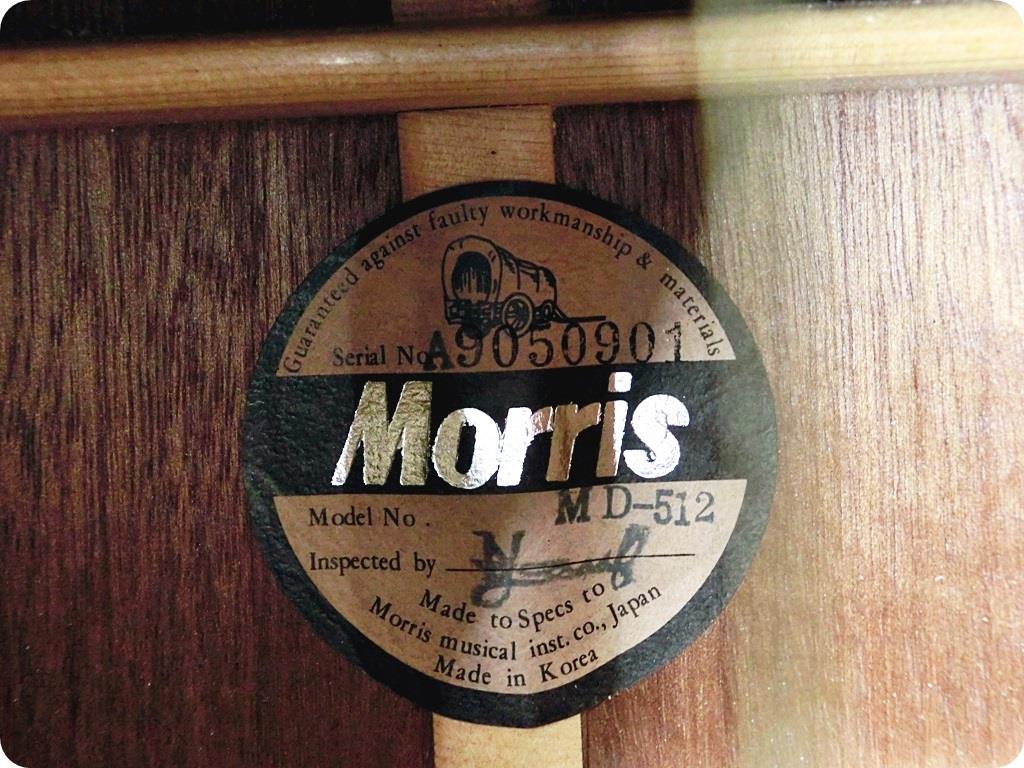 Guaranteed against faulty workmanship & materials
Serial No. A9050901
Morris
Model No. MD-512
Inspected by
Made to Specs to
Morris musical inst. co., Japan
Made in Korea